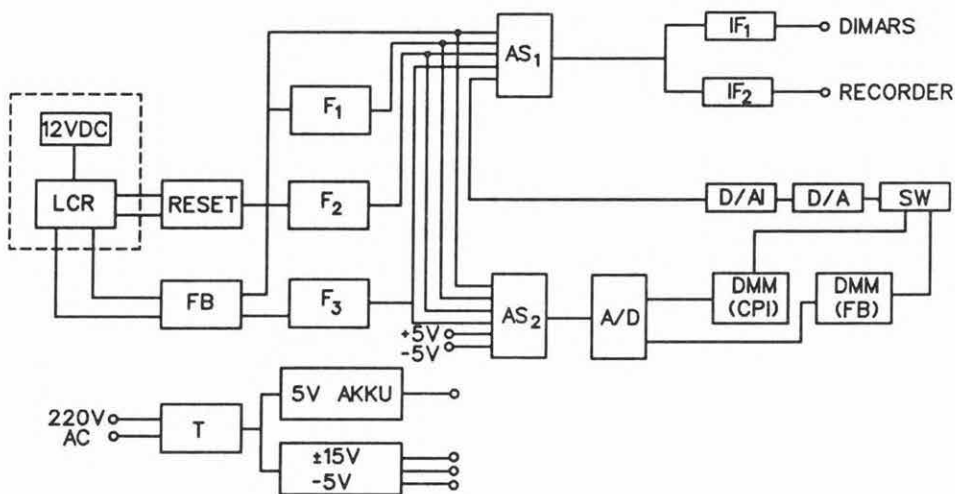 AS₁
IF₁
DIMARS
IF₂
RECORDER
12VDC
LCR
RESET
F₁
F₂
D/AI
D/A
SW
FB
F₃
AS₂
A/D
DMM
(CPI)
DMM
(FB)
+5V
-5V
220V
AC
T
5V AKKU
±15V
-5V